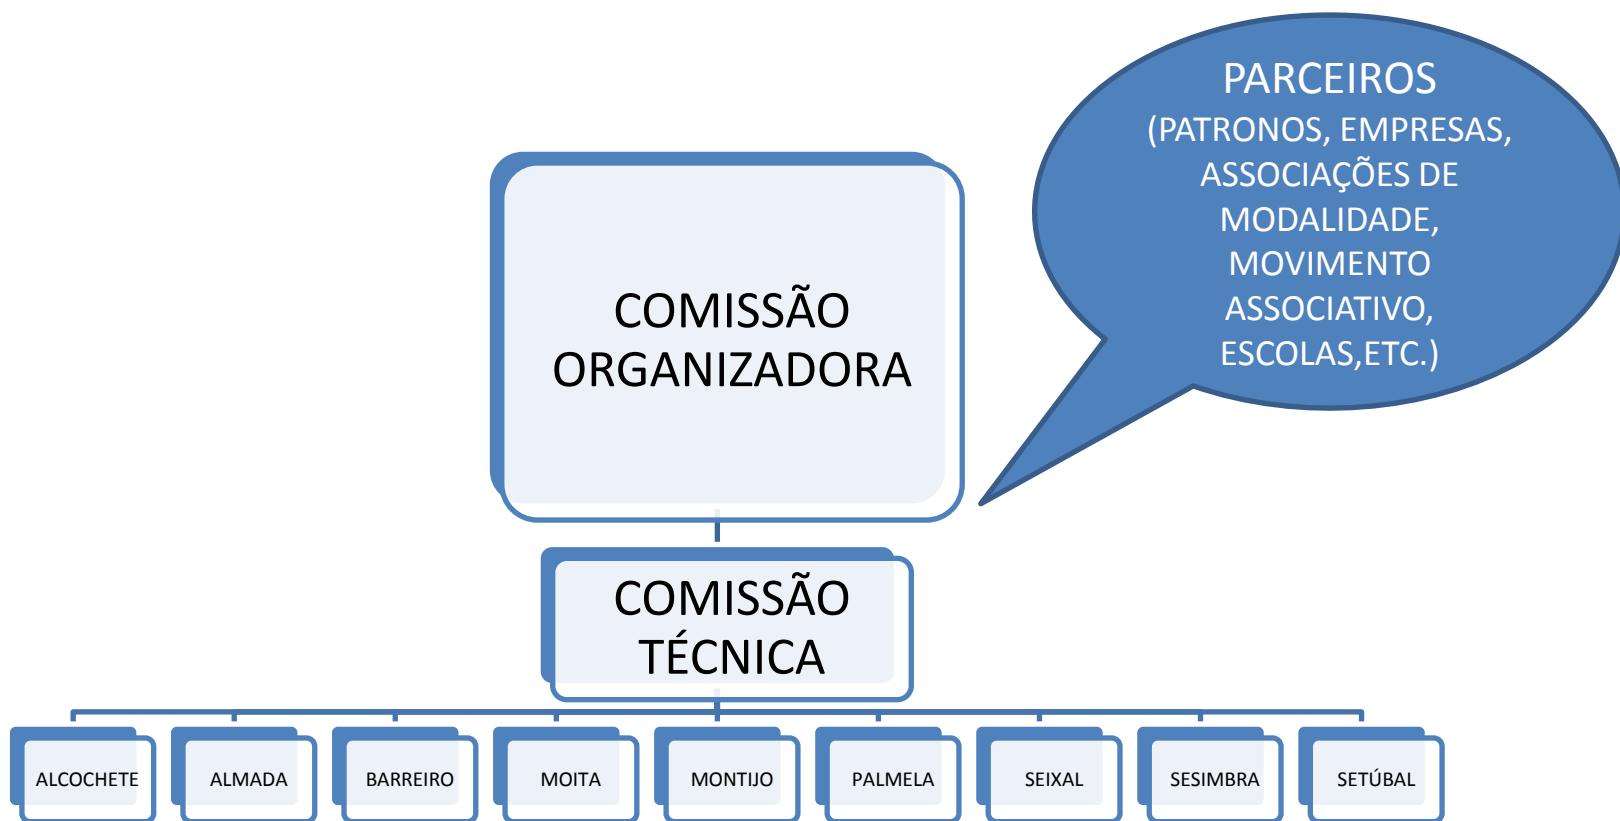 PARCEIROS
(PATRONOS, EMPRESAS,
ASSOCIAÇÕES DE
MODALIDADE,
MOVIMENTO
ASSOCIATIVO,
ESCOLAS,ETC.)
COMISSÃO
ORGANIZADORA
COMISSÃO
TÉCNICA
ALCOCHETE
ALMADA
BARREIRO
MOITA
MONTIJO
PALMELA
SEIXAL
SESIMBRA
SETÚBAL